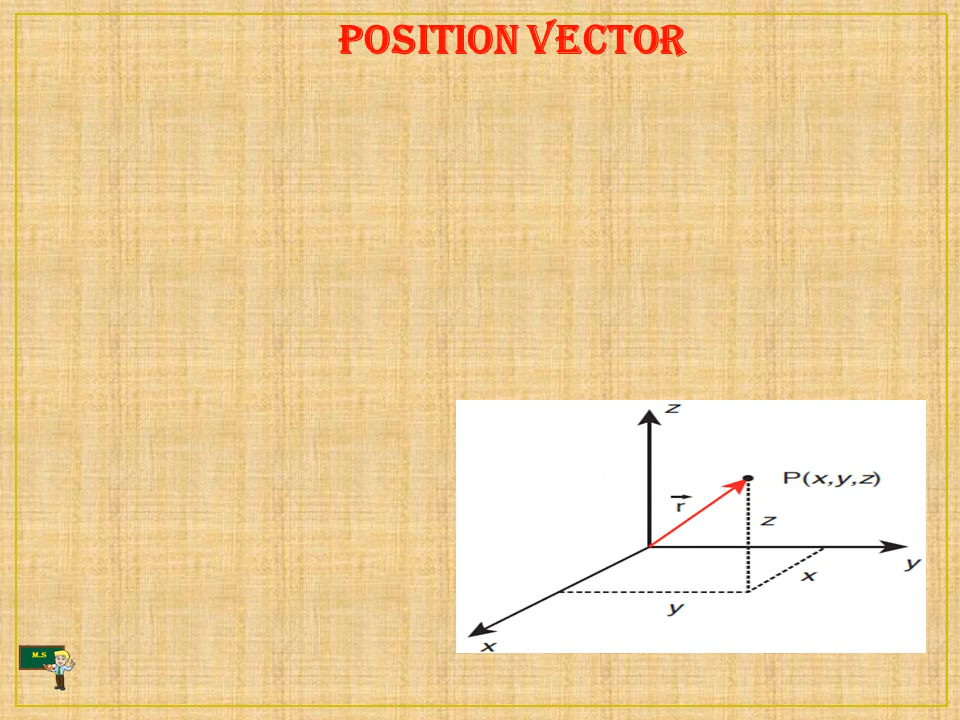 POSITION VECTOR
z
P(x,y,z)
r
z
y
x
y
x
M.S